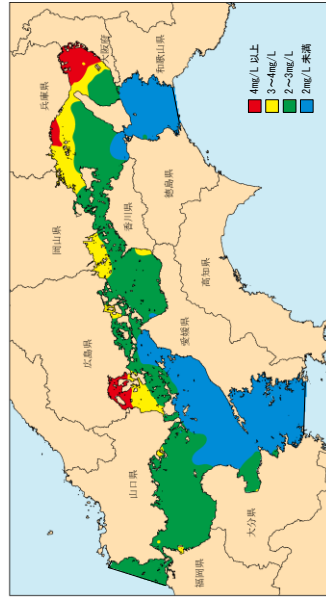 兵庫県
大阪府
和歌山県
岡山県
香川県
徳島県
広島県
愛媛県
高知県
山口県
福岡県
大分県
4mg/L 以上
3～4mg/L
2～3mg/L
2mg/L 未満